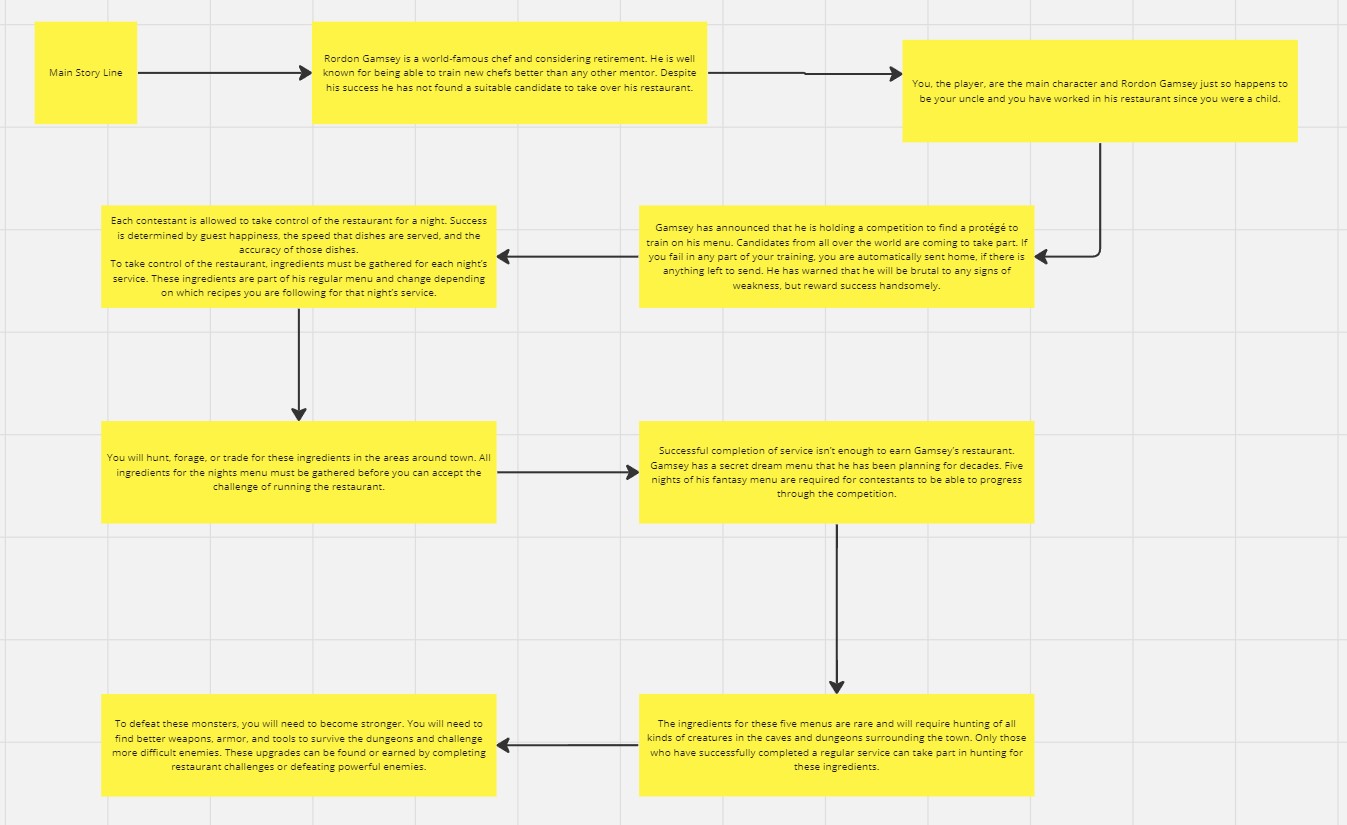 Main Story Line
Rordon Gamsey is a world-famous chef and considering retirement. He is well
known for being able to train new chefs better than any other mentor. Despite
his success he has not found a suitable candidate to take over his restaurant.
You, the player, are the main character and Rordon Gamsey just so happens to
be your uncle and you have worked in his restaurant since you were a child.
Gamsey has announced that he is holding a competition to find a protégé to
train on his menu. Candidates from all over the world are coming to take part. If
you fail in any part of your training, you are automatically sent home, if there is
anything left to send. He has warned that he will be brutal to any signs of
weakness, but reward success handsomely.
Each contestant is allowed to take control of the restaurant for a night. Success
is determined by guest happiness, the speed that dishes are served, and the
accuracy of those dishes.
To take control of the restaurant, ingredients must be gathered for each night's
service. These ingredients are part of his regular menu and change depending
on which recipes you are following for that night's service.
You will hunt, forage, or trade for these ingredients in the areas around town. All
ingredients for the nights menu must be gathered before you can accept the
challenge of running the restaurant.
Successful completion of service isn't enough to earn Gamsey's restaurant.
Gamsey has a secret dream menu that he has been planning for decades. Five
nights of his fantasy menu are required for contestants to be able to progress
through the competition.
The ingredients for these five menus are rare and will require hunting of all
kinds of creatures in the caves and dungeons surrounding the town. Only those
who have successfully completed a regular service can take part in hunting for
these ingredients.
To defeat these monsters, you will need to become stronger. You will need to
find better weapons, armor, and tools to survive the dungeons and challenge
more difficult enemies. These upgrades can be found or earned by completing
restaurant challenges or defeating powerful enemies.